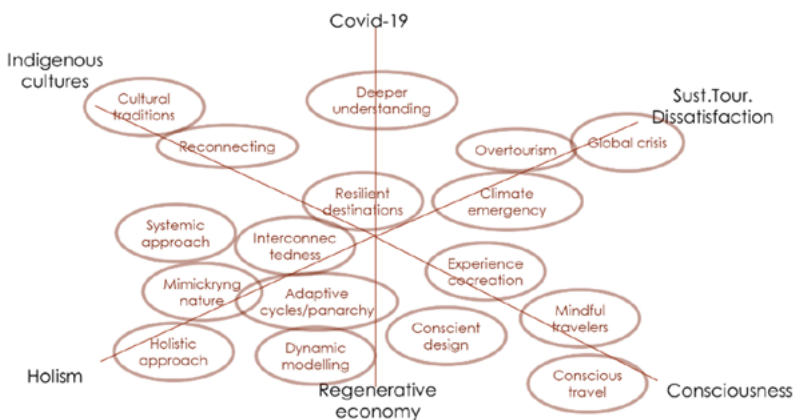 Covid-19
Indigenous
cultures
Cultural
traditions
Deeper
understanding
Sust.Tour.
Dissatisfaction
Reconnecting
Overtourism
Global crisis
Resilient
destinations
Climate
emergency
Systemic
approach
Interconnec
tedness
Experience
cocreation
Mimickryng
nature
Adaptive
cycles/panarchy
Mindful
travelers
Conscient
design
Holistic
approach
Dynamic
modelling
Conscious
travel
Holism
Regenerative
economy
Consciousness